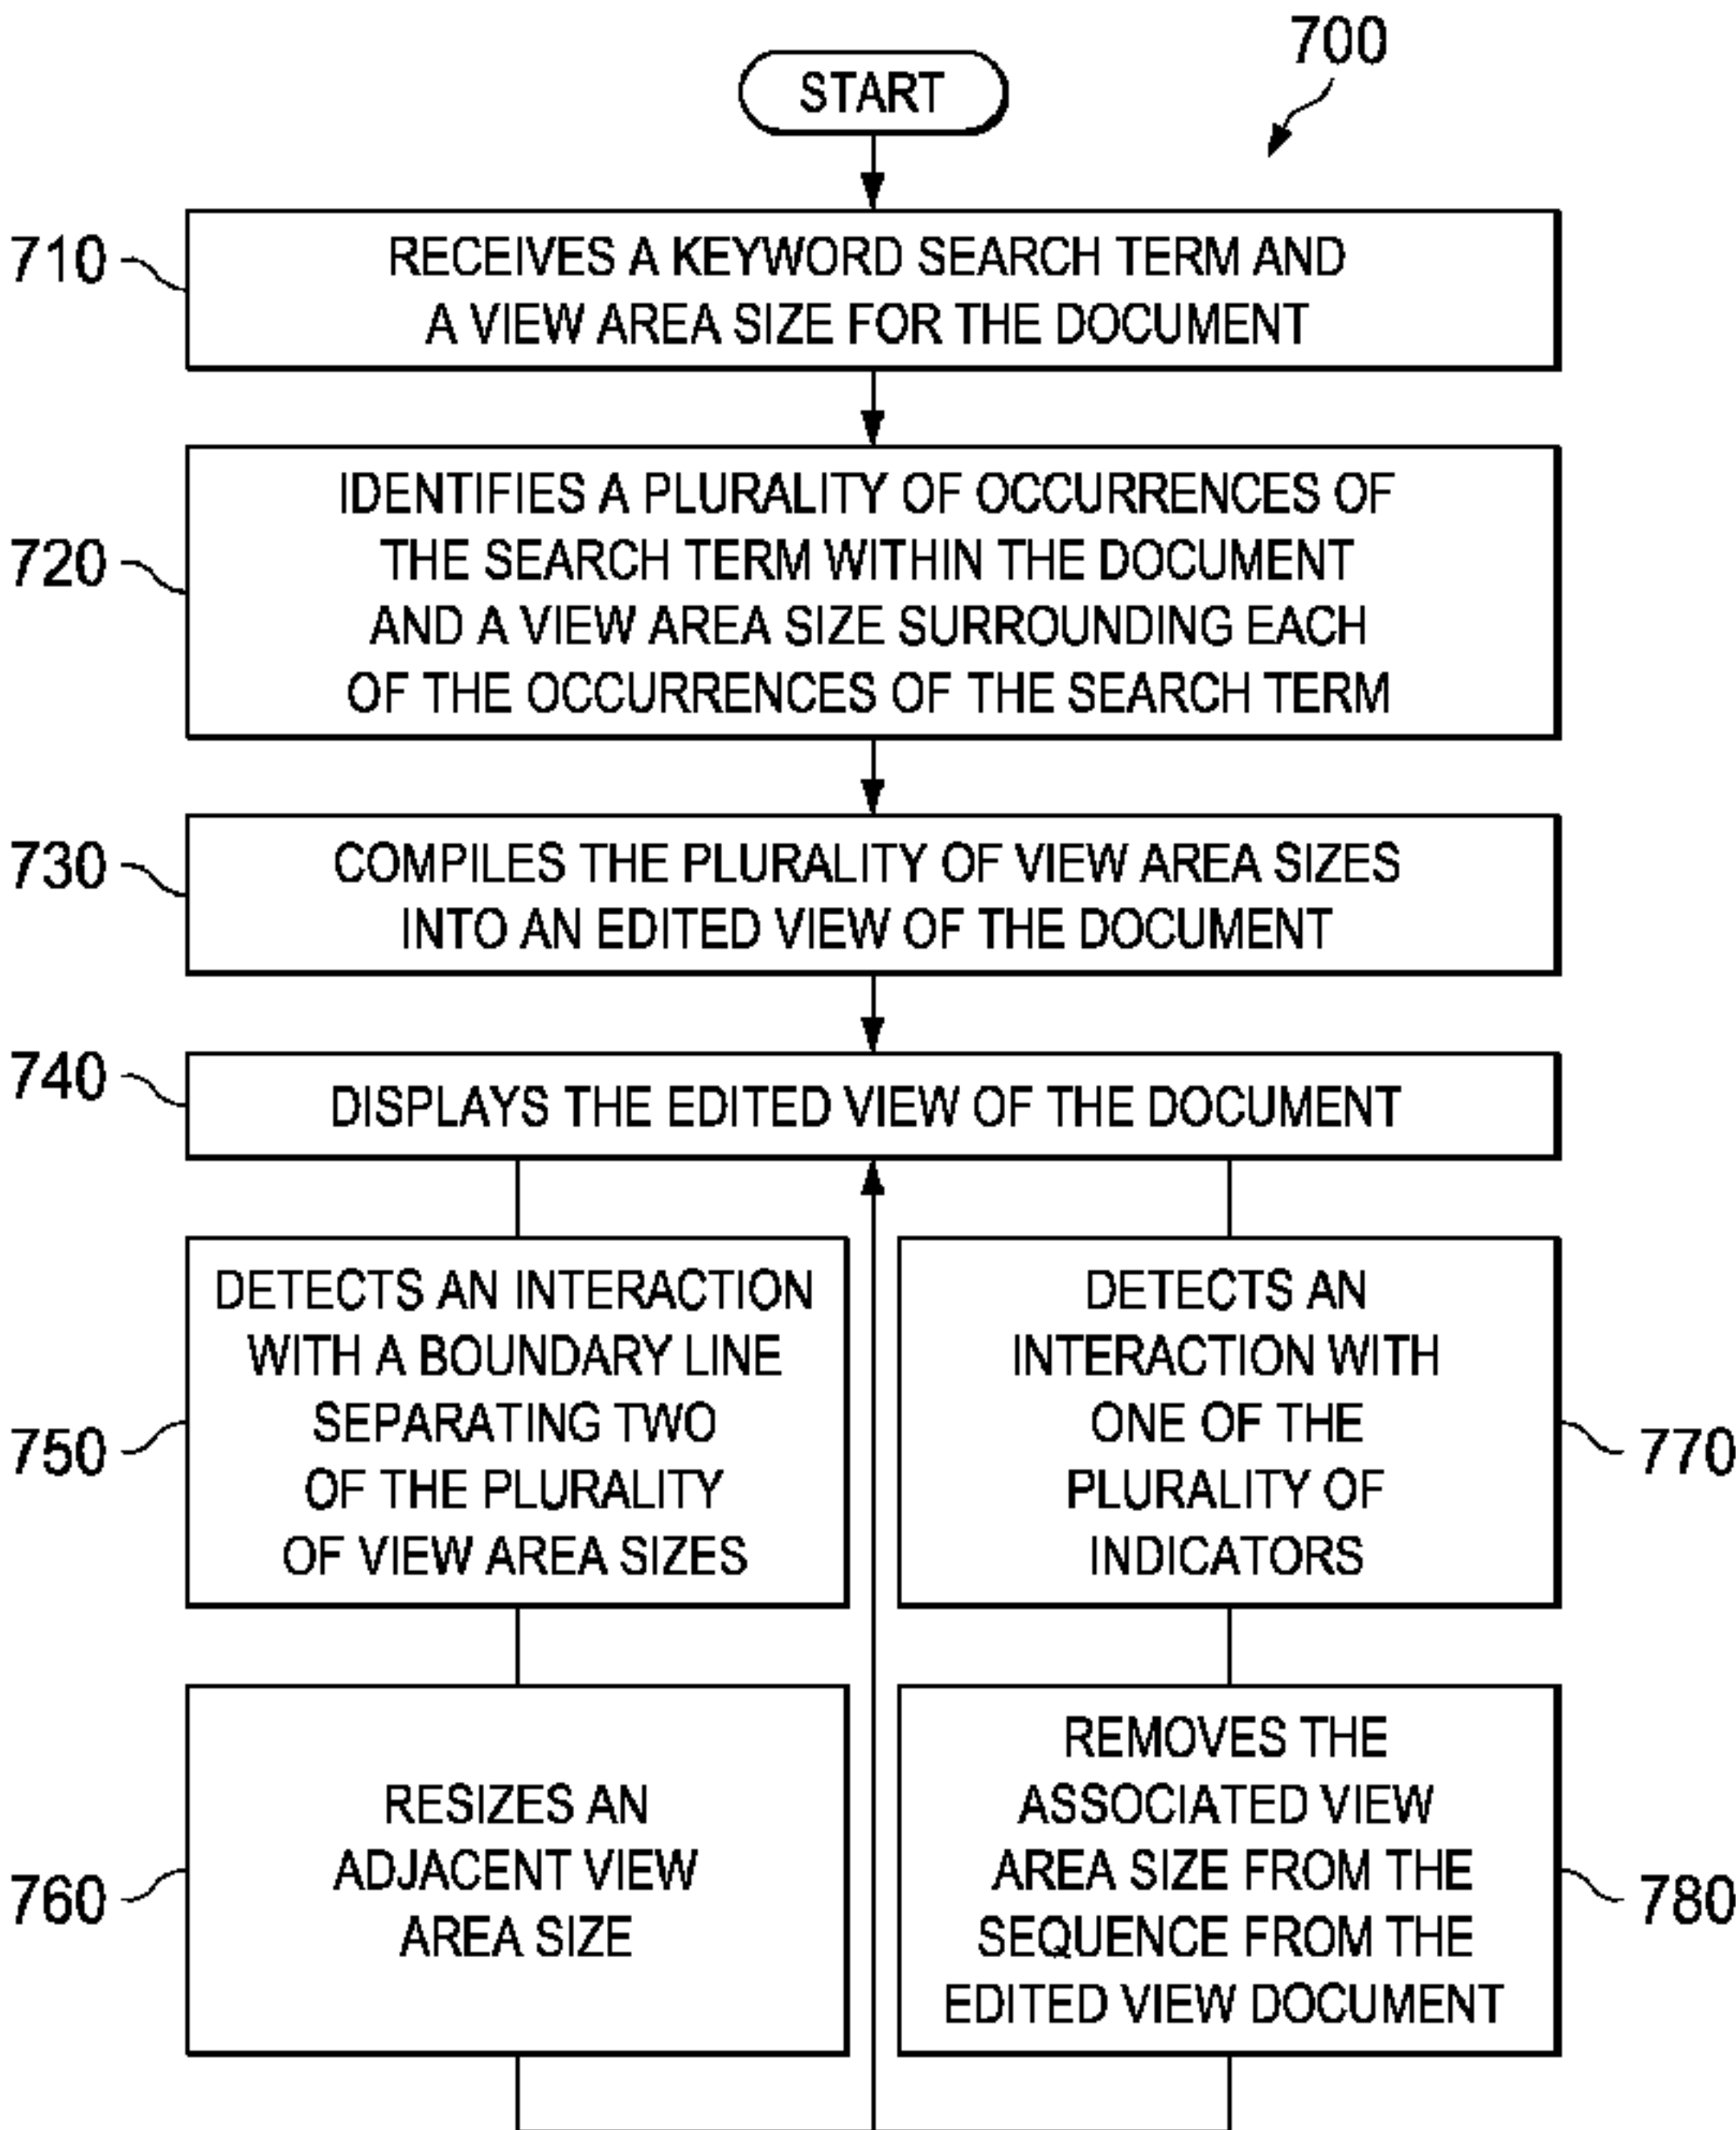 700
START
710
RECEIVES A KEYWORD SEARCH TERM AND
A VIEW AREA SIZE FOR THE DOCUMENT
720
IDENTIFIES A PLURALITY OF OCCURRENCES OF
THE SEARCH TERM WITHIN THE DOCUMENT
AND A VIEW AREA SIZE SURROUNDING EACH
OF THE OCCURRENCES OF THE SEARCH TERM
730
COMPILES THE PLURALITY OF VIEW AREA SIZES
INTO AN EDITED VIEW OF THE DOCUMENT
740
DISPLAYS THE EDITED VIEW OF THE DOCUMENT
750
DETECTS AN INTERACTION
WITH A BOUNDARY LINE
SEPARATING TWO
OF THE PLURALITY
OF VIEW AREA SIZES
DETECTS AN
INTERACTION WITH
ONE OF THE
PLURALITY OF
INDICATORS
770
760
RESIZES AN
ADJACENT VIEW
AREA SIZE
REMOVES THE
ASSOCIATED VIEW
AREA SIZE FROM THE
SEQUENCE FROM THE
EDITED VIEW DOCUMENT
780